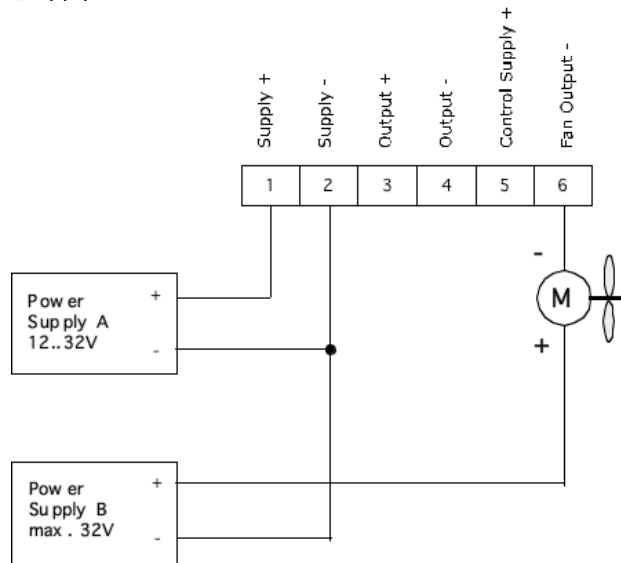 Supply +
Supply -
Output +
Output -
Control Supply +
Fan Output -
1 2 3 4 5 6
-
M
+
Power +
Supply A
12..32V -
Power +
Supply B
max . 32V -